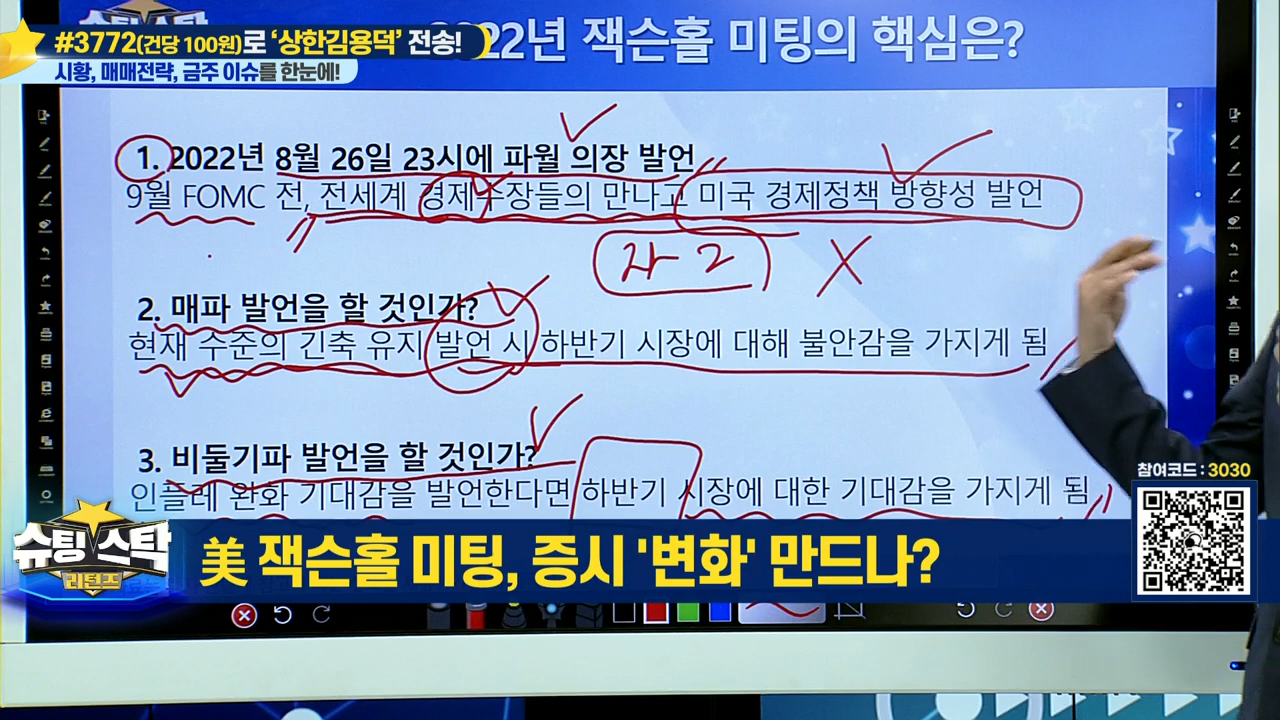 #3772(건당 100원)로 '상한김용덕' 전송!
시황, 매매전략, 금주 이슈를 한눈에!
22년 잭슨홀 미팅의 핵심은?
1. 2022년 8월 26일 23시에 파월 의장 발언
9월 FOMC 전, 전세계 경제수장들의 만나고 미국 경제정책 방향성 발언
2. 매파 발언을 할 것인가?
현재 수준의 긴축 유지 발언 시 하반기 시장에 대해 불안감을 가지게 됨
3. 비둘기파 발언을 할 것인가?
인플레 완화 기대감을 발언한다면 하반기 시장에 대한 기대감을 가지게 됨
참여코드 : 3030
슈팅스탁
리턴즈
美 잭슨홀 미팅, 증시 '변화' 만드나?